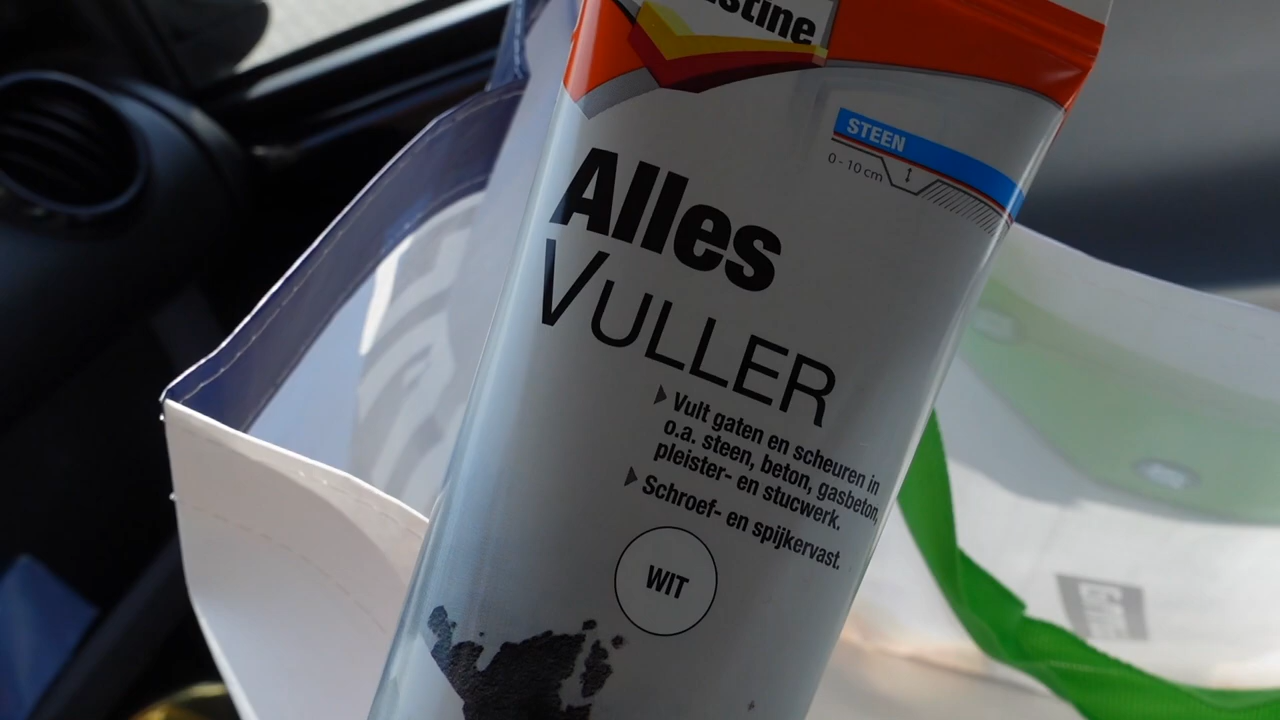 stine
STEEN
0 - 10 cm
Alles
VULLER
Vult gaten en scheuren in
o.a. steen, beton, gasbeton,
pleister- en stucwerk.
Schroef- en spijkervast.
WIT